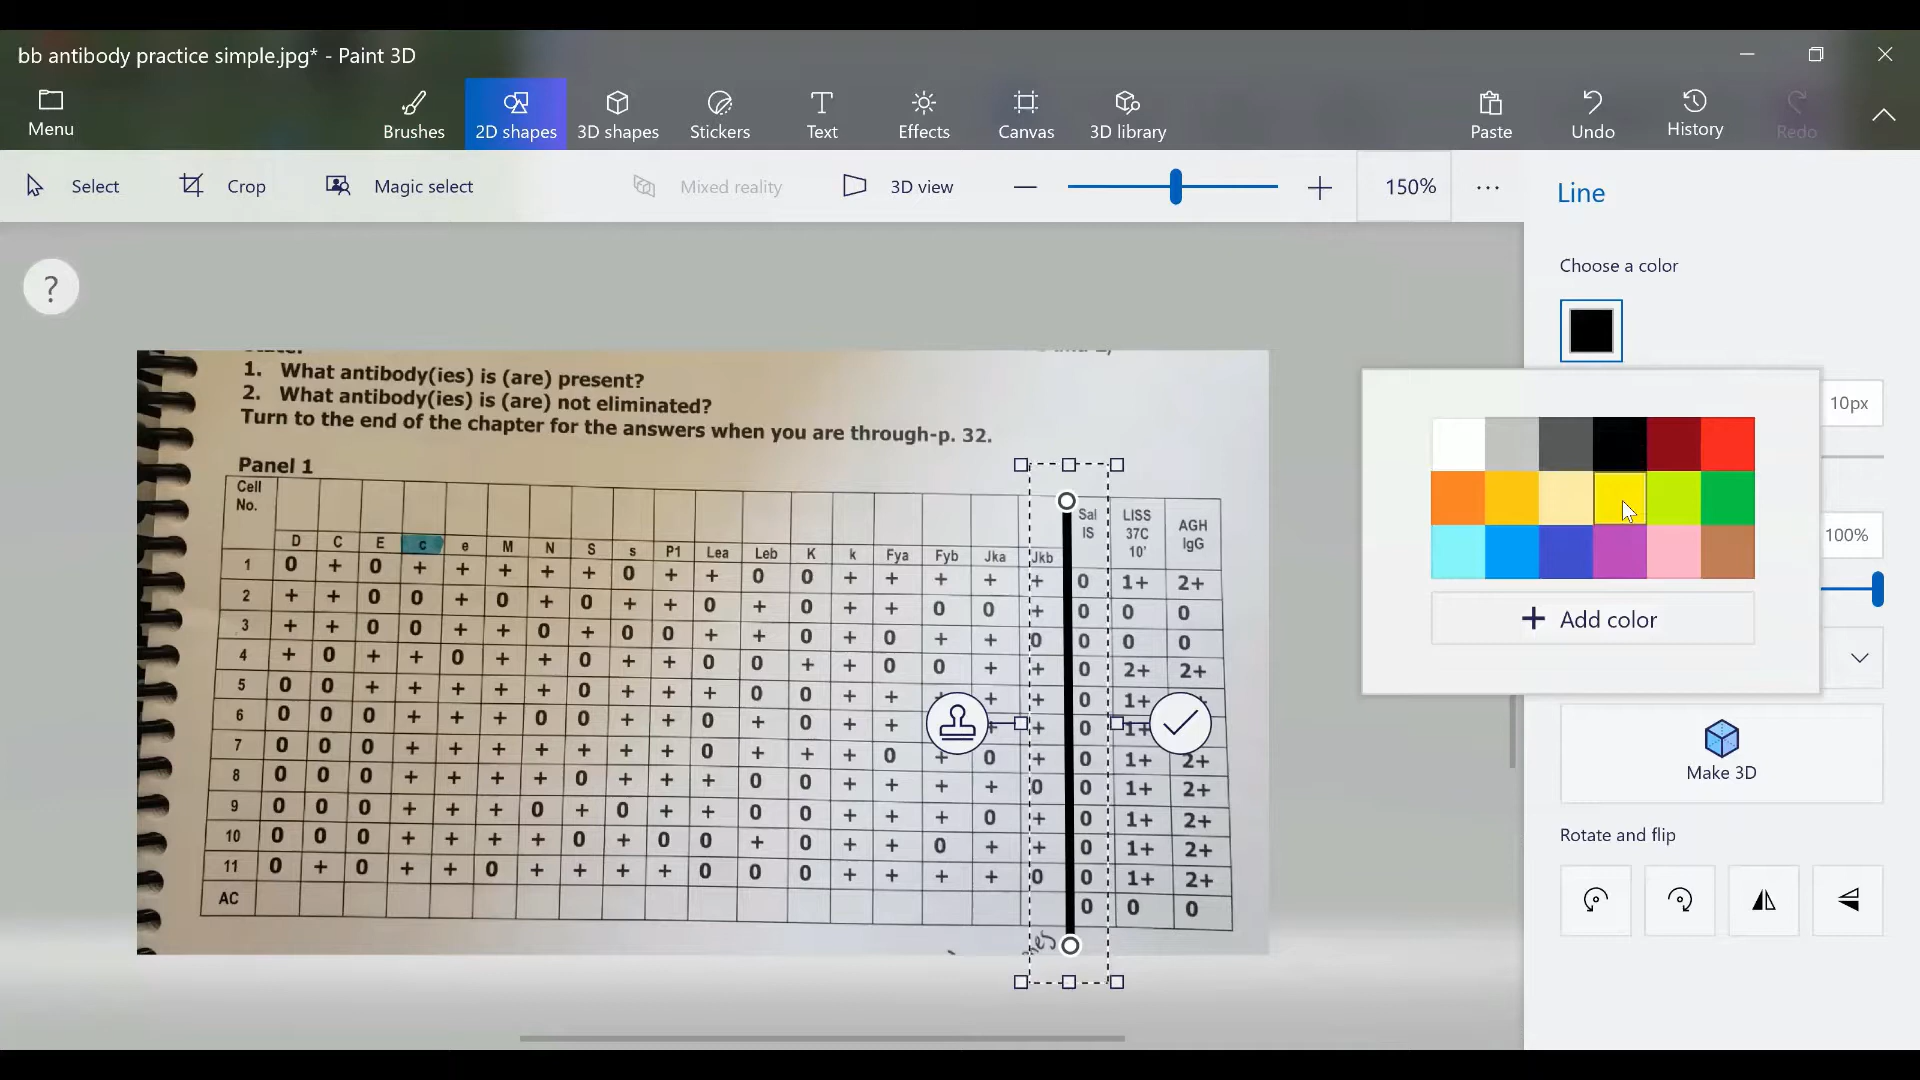 bb antibody practice simple.jpg* - Paint 3D
Menu
Brushes 2D shapes 3D shapes Stickers Text Effects Canvas 3D library Paste Undo History Redo
Select Crop Magic select Mixed reality 3D view 150% ...
Line
Choose a color
10px
100%
+ Add color
Make 3D
Rotate and flip
?
1. What antibody(ies) is (are) present?
2. What antibody(ies) is (are) not eliminated?
Turn to the end of the chapter for the answers when you are through-p. 32.
Panel 1
Cell No. D C E c e M N S s P1 Lea Leb K k Fya Fyb Jka Jkb Sal IS LISS 37C 10' AGH IgG
1 0 + 0 + + + + + 0 + + 0 0 + + + + + 0 1+ 2+
2 + + 0 0 + 0 + 0 + + 0 + 0 + + 0 0 + 0 0 0
3 + + 0 0 + + 0 + 0 0 + + 0 + 0 + + 0 0 0 0
4 + 0 + + 0 + + 0 + + 0 0 + + 0 0 + + 0 2+ 2+
5 0 0 + + + + + 0 + + + 0 0 + + + + 0 1+
6 0 0 0 + + + 0 0 + + 0 + 0 + + + 0 1+
7 0 0 0 + + + + + + + 0 + + + 0 + 0 + 0 1+ 2+
8 0 0 0 + + + + 0 + + + 0 0 + + + + 0 0 1+ 2+
9 0 0 0 + + + 0 + 0 + + 0 0 + + + 0 + 0 1+ 2+
10 0 0 0 + + + + 0 + 0 0 + 0 + + 0 + + 0 1+ 2+
11 0 + 0 + + 0 + + + + 0 0 0 + + + + 0 0 1+ 2+
AC 0 0 0